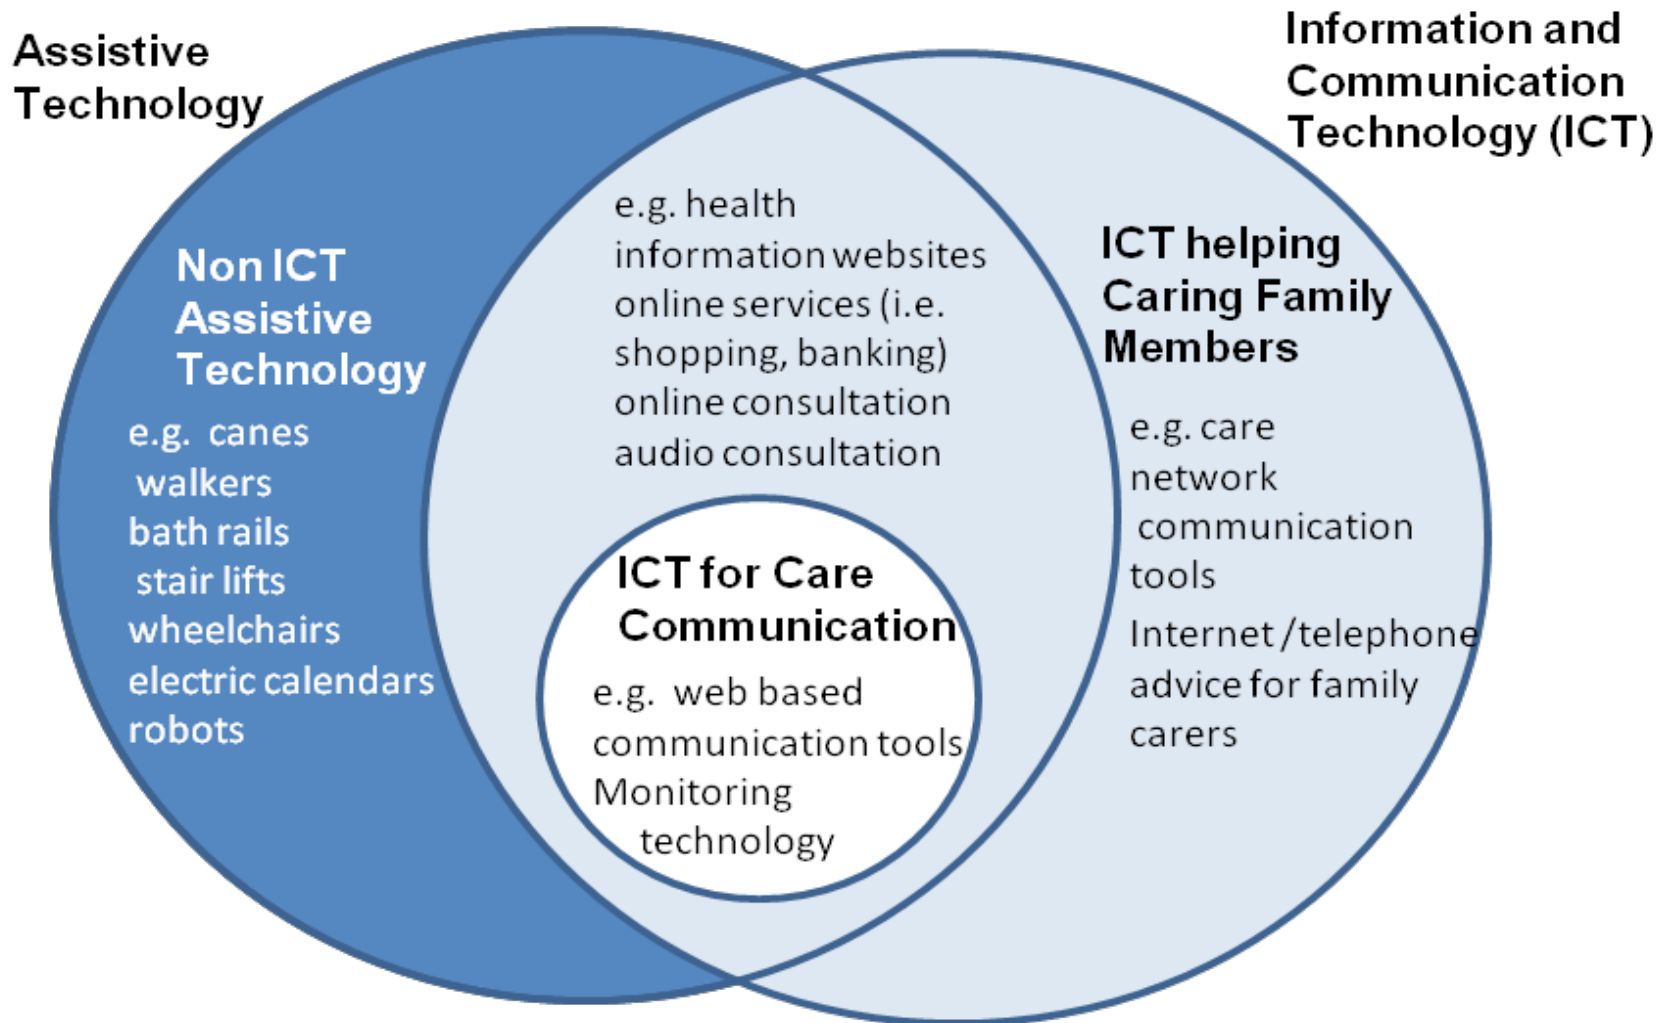 Assistive
Technology
Information and
Communication
Technology (ICT)
Non ICT
Assistive
Technology
e.g. canes
walkers
bath rails
stair lifts
wheelchairs
electric calendars
robots
e.g. health
information websites
online services (i.e.
shopping, banking)
online consultation
audio consultation
ICT for Care
Communication
e.g. web based
communication tools
Monitoring
technology
ICT helping
Caring Family
Members
e.g. care
network
communication
tools
Internet /telephone
advice for family
carers